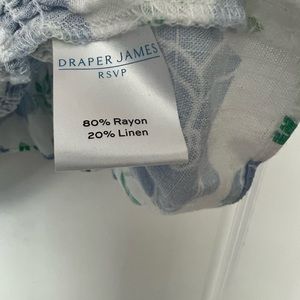 DRAPER JAMES
RSVP
80% Rayon
20% Linen